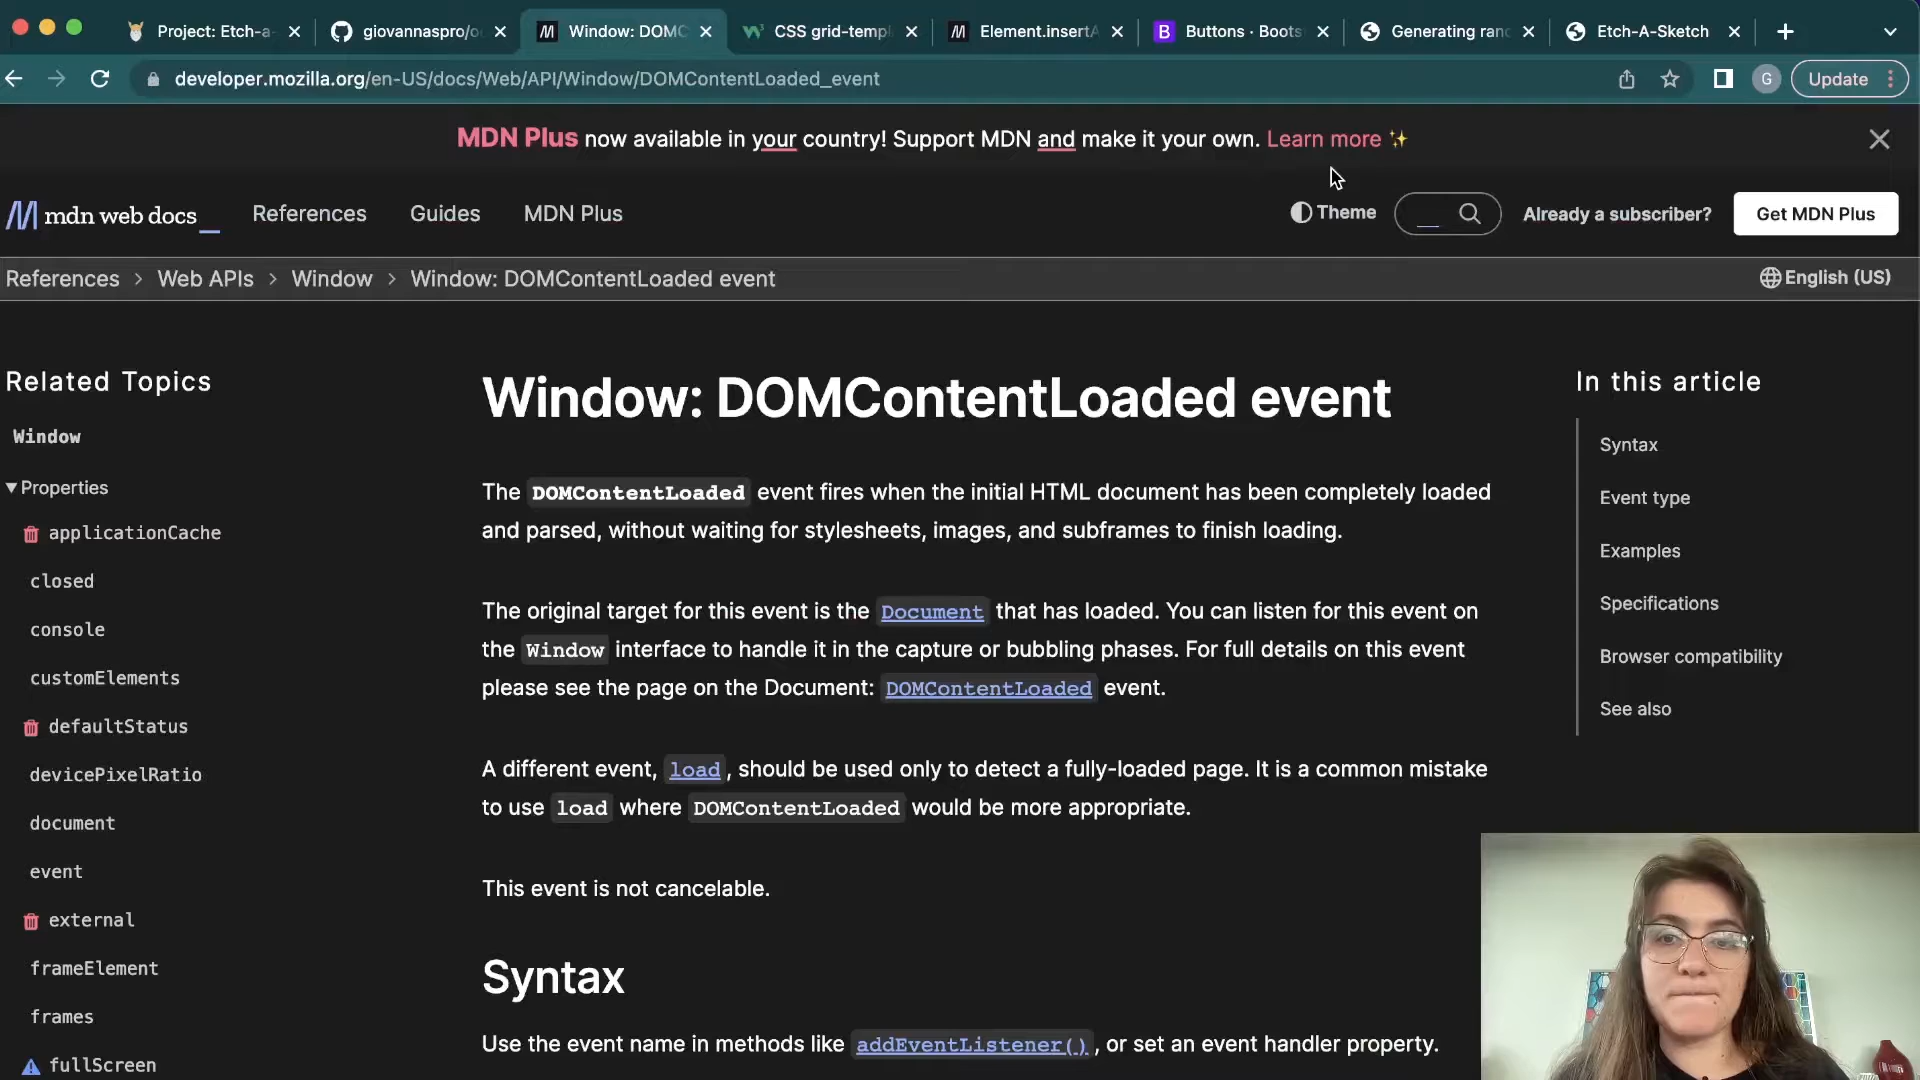 Project: Etch-a-
giovannaspro/o
Window: DOMC
CSS grid-templ
Element.insertA
Buttons · Boots
Generating ran
Etch-A-Sketch
developer.mozilla.org/en-US/docs/Web/API/Window/DOMContentLoaded_event
G
Update
MDN Plus now available in your country! Support MDN and make it your own. Learn more ✨
mdn web docs_
References
Guides
MDN Plus
Theme
Already a subscriber?
Get MDN Plus
References > Web APIs > Window > Window: DOMContentLoaded event
English (US)
Related Topics
Window
Properties
applicationCache
closed
console
customElements
defaultStatus
devicePixelRatio
document
event
external
frameElement
frames
fullScreen
Window: DOMContentLoaded event
The DOMContentLoaded event fires when the initial HTML document has been completely loaded
and parsed, without waiting for stylesheets, images, and subframes to finish loading.
The original target for this event is the Document that has loaded. You can listen for this event on
the Window interface to handle it in the capture or bubbling phases. For full details on this event
please see the page on the Document: DOMContentLoaded event.
A different event, load, should be used only to detect a fully-loaded page. It is a common mistake
to use load where DOMContentLoaded would be more appropriate.
This event is not cancelable.
Syntax
Use the event name in methods like addEventListener(), or set an event handler property.
In this article
Syntax
Event type
Examples
Specifications
Browser compatibility
See also